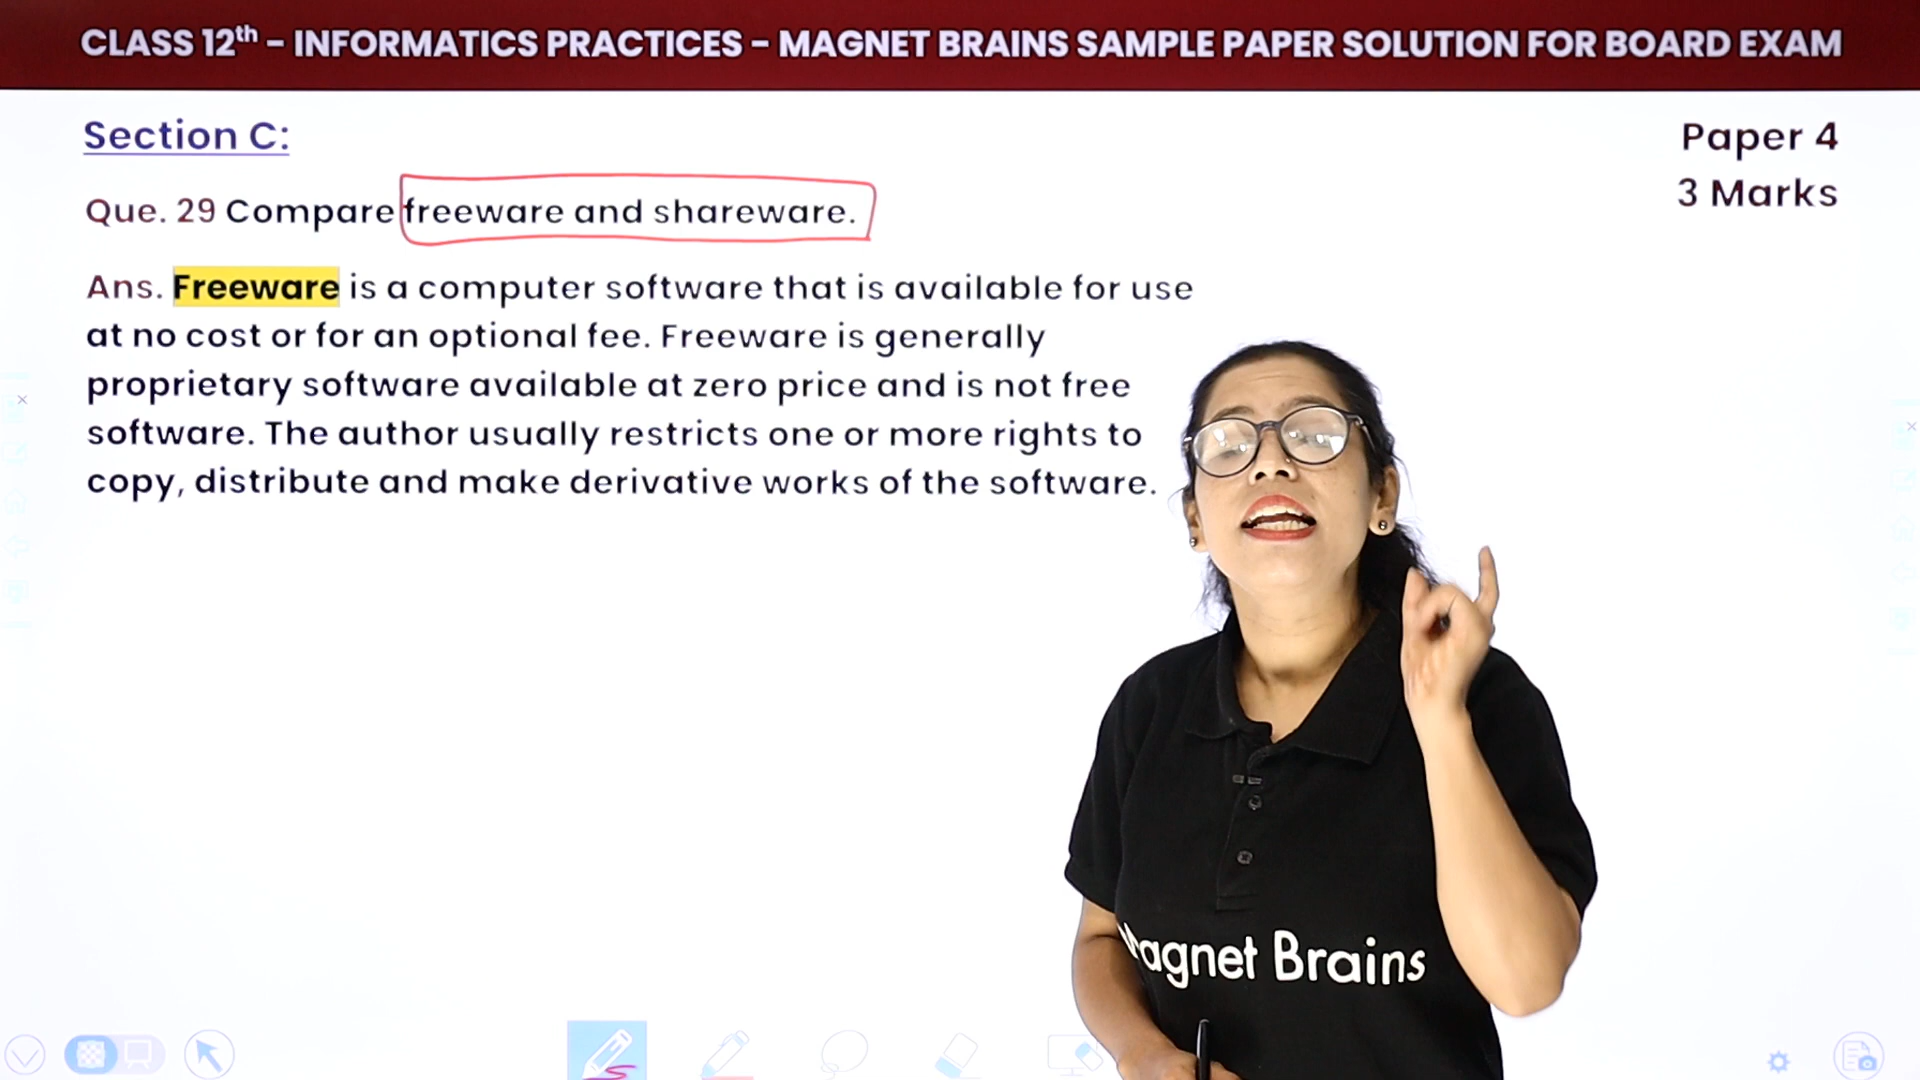 CLASS 12th - INFORMATICS PRACTICES - MAGNET BRAINS SAMPLE PAPER SOLUTION FOR BOARD EXAM
Section C:
Paper 4
3 Marks
Que. 29 Compare freeware and shareware.
Ans. Freeware is a computer software that is available for use
at no cost or for an optional fee. Freeware is generally
proprietary software available at zero price and is not free
software. The author usually restricts one or more rights to
copy, distribute and make derivative works of the software.
Magnet Brains